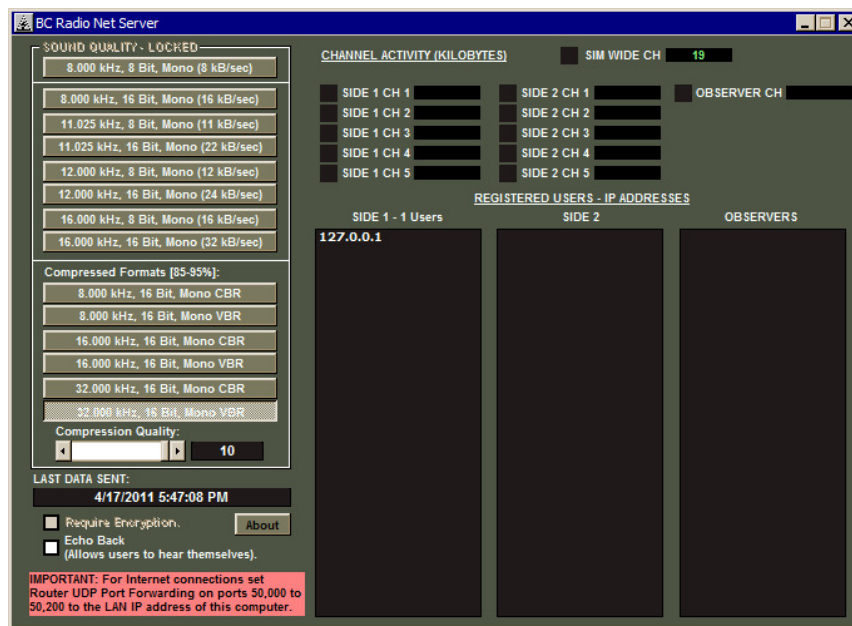 BC Radio Net Server
SOUND QUALITY - LOCKED
8.000 kHz, 8 Bit, Mono (8 kB/sec)
8.000 kHz, 16 Bit, Mono (16 kB/sec)
11.025 kHz, 8 Bit, Mono (11 kB/sec)
11.025 kHz, 16 Bit, Mono (22 kB/sec)
12.000 kHz, 8 Bit, Mono (12 kB/sec)
12.000 kHz, 16 Bit, Mono (24 kB/sec)
16.000 kHz, 8 Bit, Mono (16 kB/sec)
16.000 kHz, 16 Bit, Mono (32 kB/sec)
Compressed Formats [85-95%]:
8.000 kHz, 16 Bit, Mono CBR
8.000 kHz, 16 Bit, Mono VBR
16.000 kHz, 16 Bit, Mono CBR
16.000 kHz, 16 Bit, Mono VBR
32.000 kHz, 16 Bit, Mono CBR
32.000 kHz, 16 Bit, Mono VBR
Compression Quality:
10
LAST DATA SENT:
4/17/2011 5:47:08 PM
Require Encryption.
About
Echo Back
(Allows users to hear themselves).
IMPORTANT: For Internet connections set
Router UDP Port Forwarding on ports 50,000 to
50,200 to the LAN IP address of this computer.
CHANNEL ACTIVITY (KILOBYTES)
SIM WIDE CH 19
SIDE 1 CH 1
SIDE 1 CH 2
SIDE 1 CH 3
SIDE 1 CH 4
SIDE 1 CH 5
SIDE 2 CH 1
SIDE 2 CH 2
SIDE 2 CH 3
SIDE 2 CH 4
SIDE 2 CH 5
OBSERVER CH
REGISTERED USERS - IP ADDRESSES
SIDE 1 - 1 Users
127.0.0.1
SIDE 2
OBSERVERS